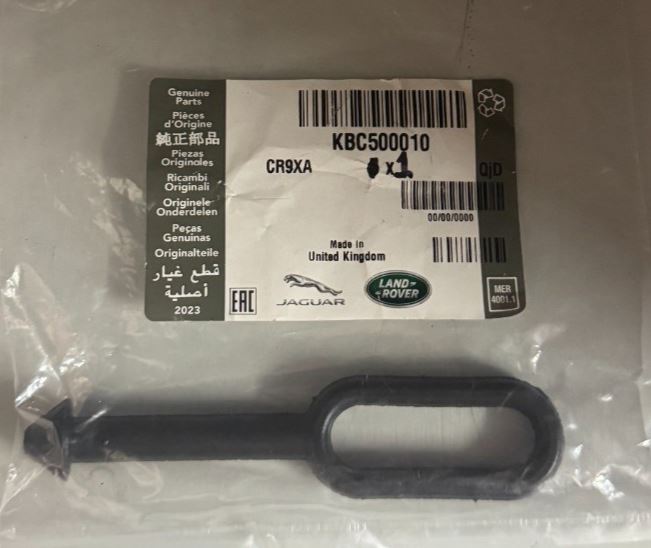 Genuine
Parts
Pièces
d'Origine
純正部品
Piezas
Originales
Ricambi
Originali
Originele
Onderdelen
Peças
Genuínas
Originalteile
قطع غيار
أصلية
2023
KBC500010
CR9XA
x1
QjD
00/00/0000
Made in
United Kingdom
EAC
JAGUAR
LAND-
-ROVER
MER
4001.1